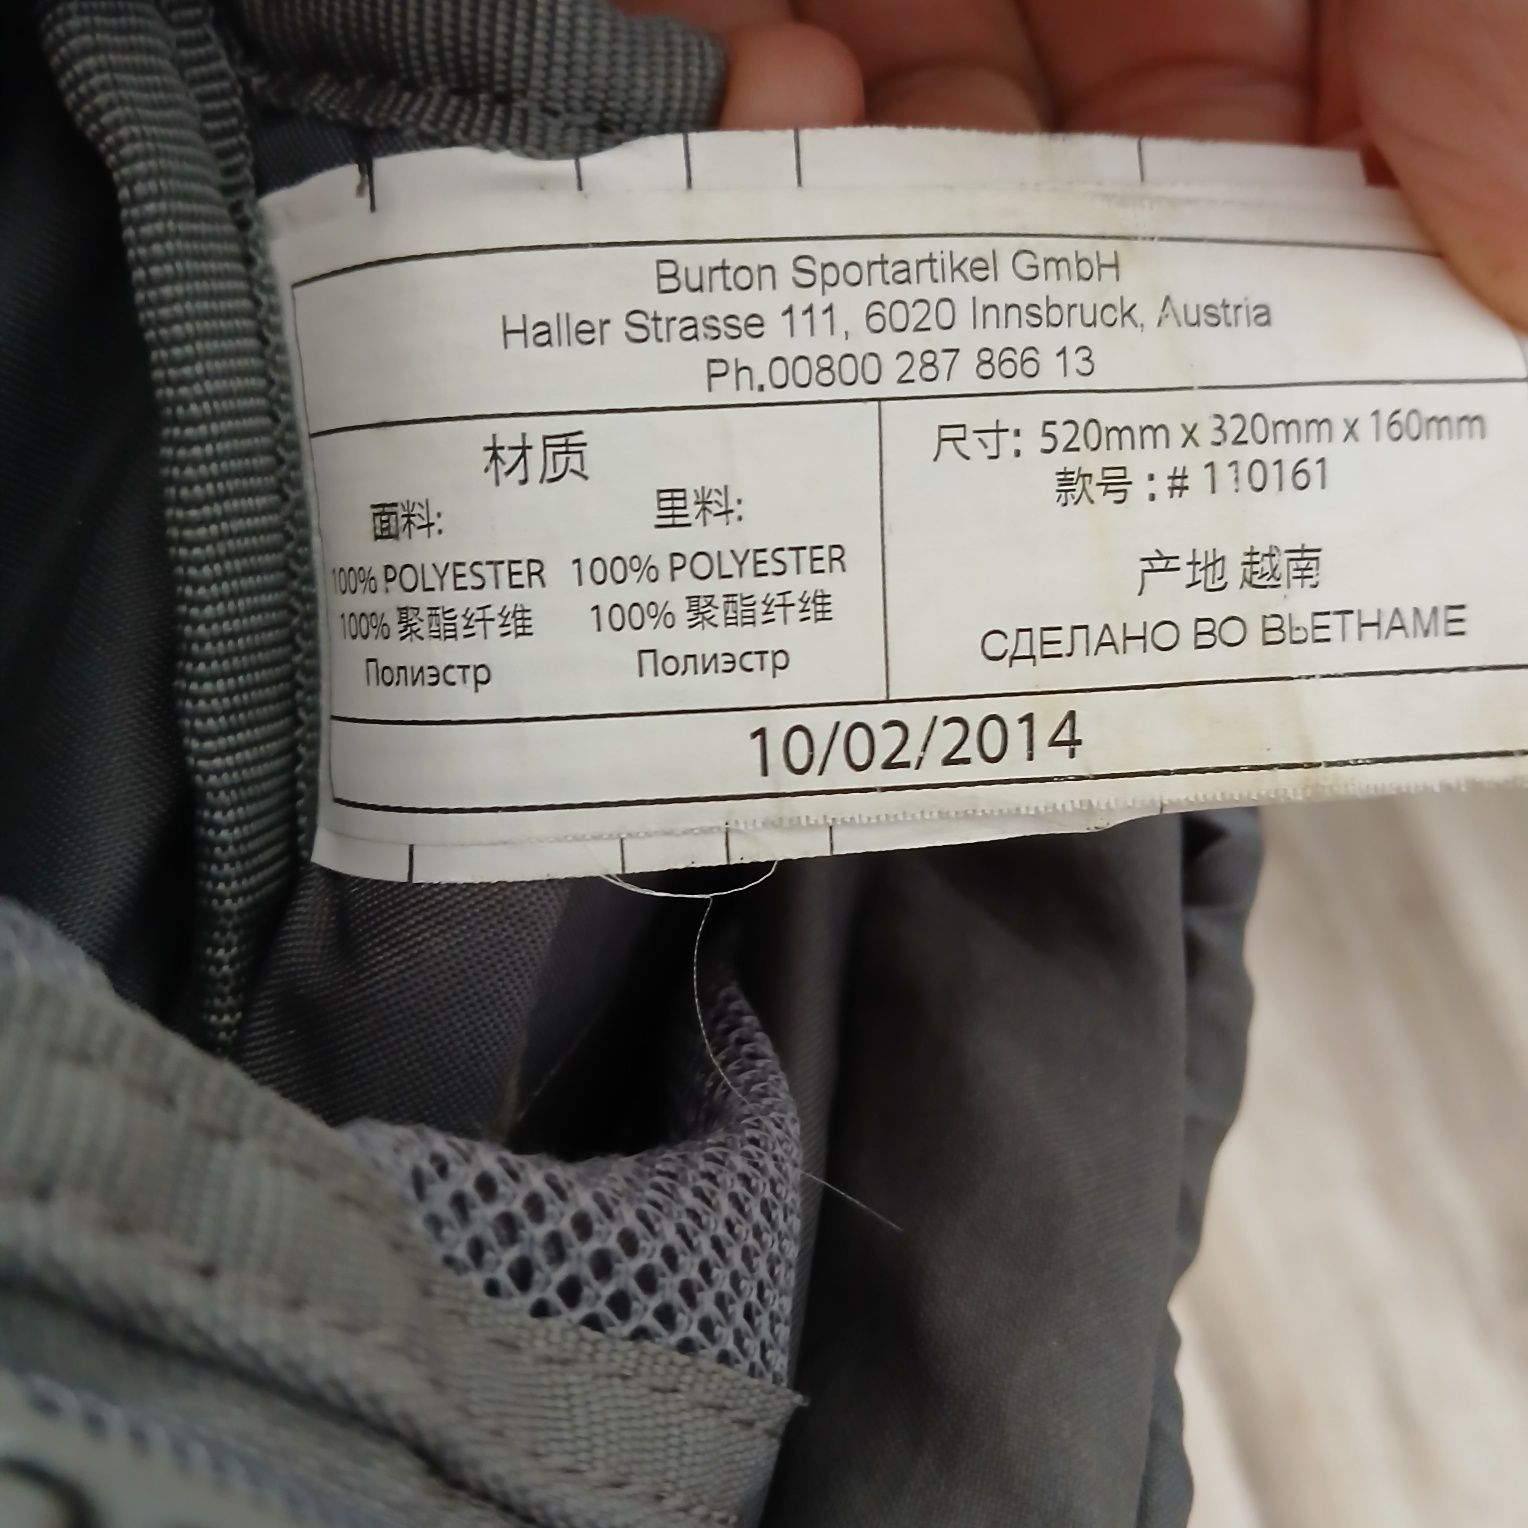 Burton Sportartikel GmbH
Haller Strasse 111, 6020 Innsbruck, Austria
Ph.00800 287 866 13
材质
面料: 里料:
100% POLYESTER 100% POLYESTER
100% 聚酯纤维 100% 聚酯纤维
Полиэстр Полиэстр
尺寸: 520mm x 320mm x 160mm
款号 : # 110161
产地 越南
СДЕЛАНО ВО ВЬЕТНАМЕ
10/02/2014